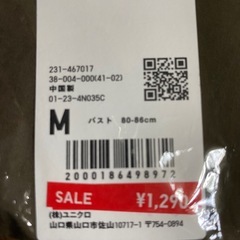 231-467017
38-004-000(41-02)
中国製
01-23-4N035C
M バスト 80-86cm
2000186498972
SALE ¥1,290
(株)ユニクロ
山口県山口市佐山10717-1 〒754-0894